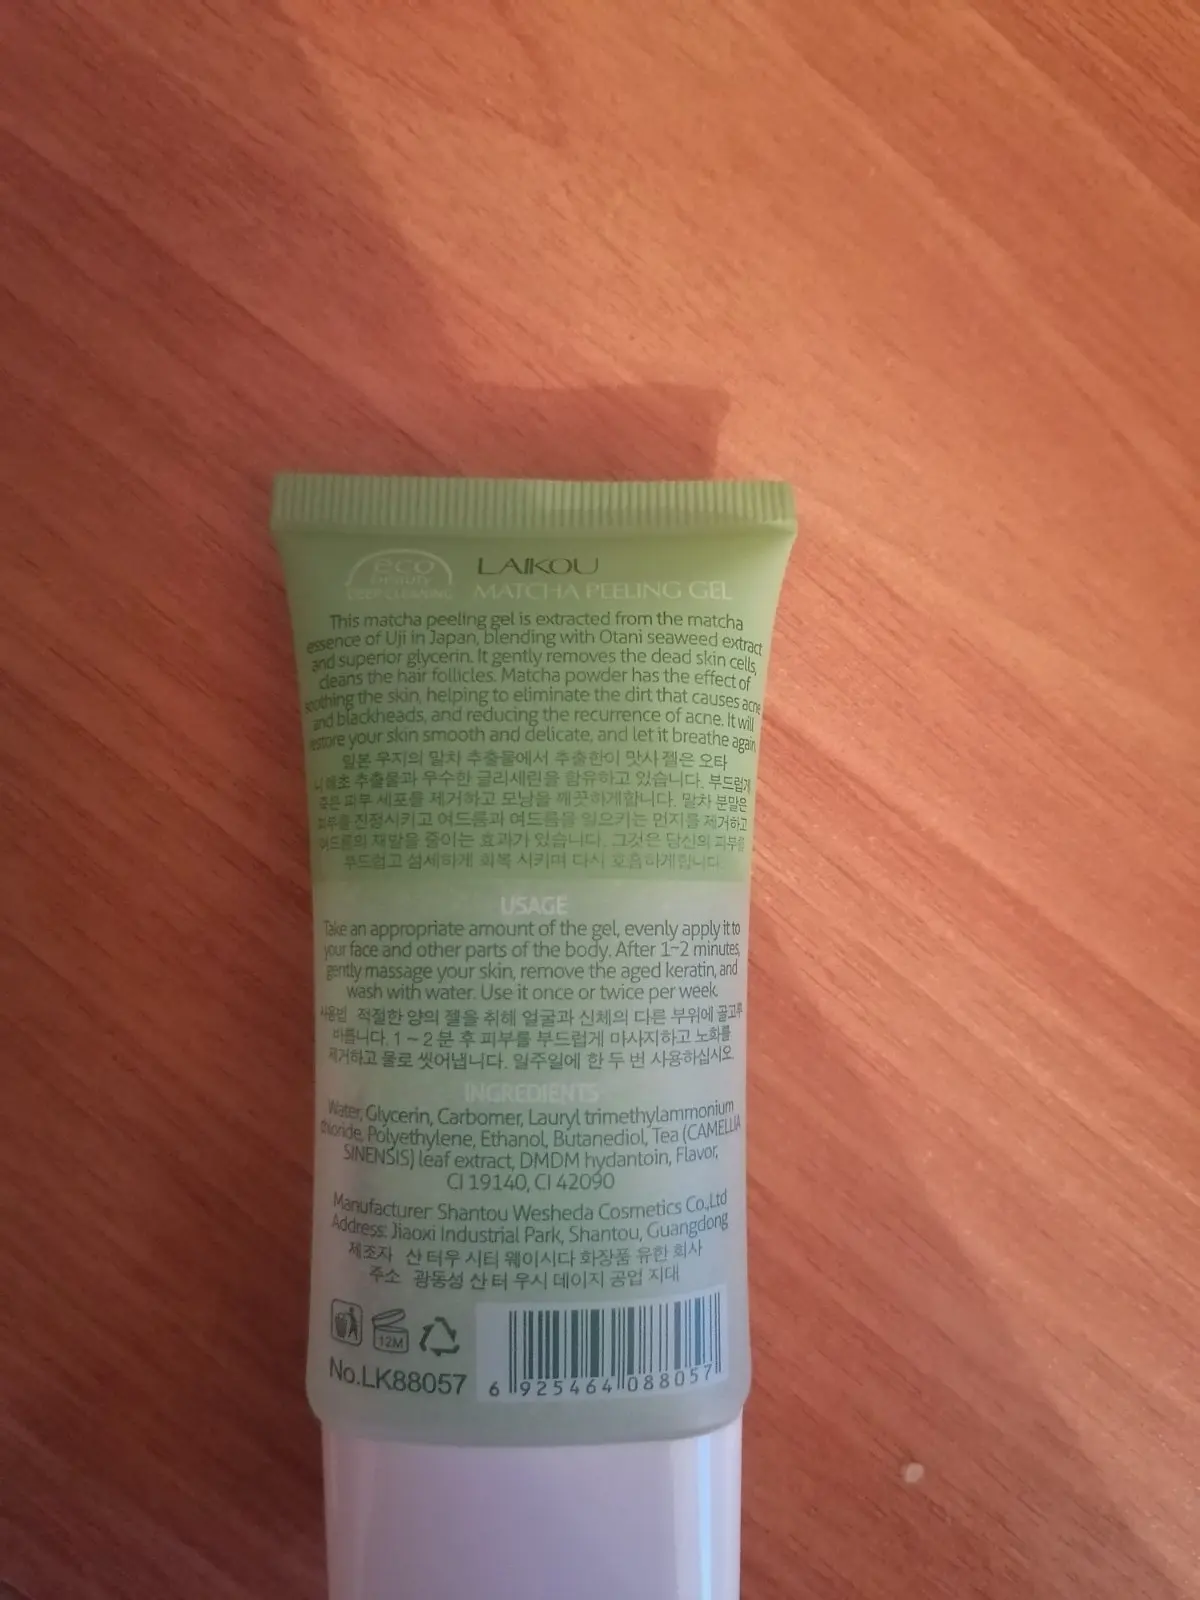 eco
beauty
DEEP CLEANING
LAIKOU
MATCHA PEELING GEL
This matcha peeling gel is extracted from the matcha
essence of Uji in Japan, blending with Otani seaweed extract
and superior glycerin. It gently removes the dead skin cells,
cleans the hair follicles. Matcha powder has the effect of
soothing the skin, helping to eliminate the dirt that causes acne
and blackheads, and reducing the recurrence of acne. It will
restore your skin smooth and delicate, and let it breathe again
일본 우지의 말차 추출물에서 추출한이 맛사 젤은 오타
니 해초 추출물과 우수한 글리세린을 함유하고 있습니다. 부드럽게
죽은 피부 세포를 제거하고 모낭을 깨끗하게합니다. 말차 분말은
피부를 진정시키고 여드름과 여드름을 일으키는 먼지를 제거하고
여드름의 재발을 줄이는 효과가 있습니다. 그것은 당신의 피부를
부드럽고 섬세하게 회복 시키며 다시 호흡하게합니다.
USAGE
Take an appropriate amount of the gel, evenly apply it to
your face and other parts of the body. After 1~2 minutes,
gently massage your skin, remove the aged keratin, and
wash with water. Use it once or twice per week.
사용법 적절한 양의 젤을 취해 얼굴과 신체의 다른 부위에 골고루
바릅니다. 1 ~ 2 분 후 피부를 부드럽게 마사지하고 노화를
제거하고 물로 씻어냅니다. 일주일에 한 두 번 사용하십시오.
INGREDIENTS
Water, Glycerin, Carbomer, Lauryl trimethylammonium
chloride, Polyethylene, Ethanol, Butanediol, Tea (CAMELLIA
SINENSIS) leaf extract, DMDM hydantoin, Flavor,
CI 19140, CI 42090
Manufacturer: Shantou Wesheda Cosmetics Co.,Ltd
Address: Jiaoxi Industrial Park, Shantou, Guangdong
제조자 산 터우 시티 웨이시다 화장품 유한 회사
주소 광동성 산 터 우시 데이지 공업 지대
12M
No.LK88057
6 925464 088057